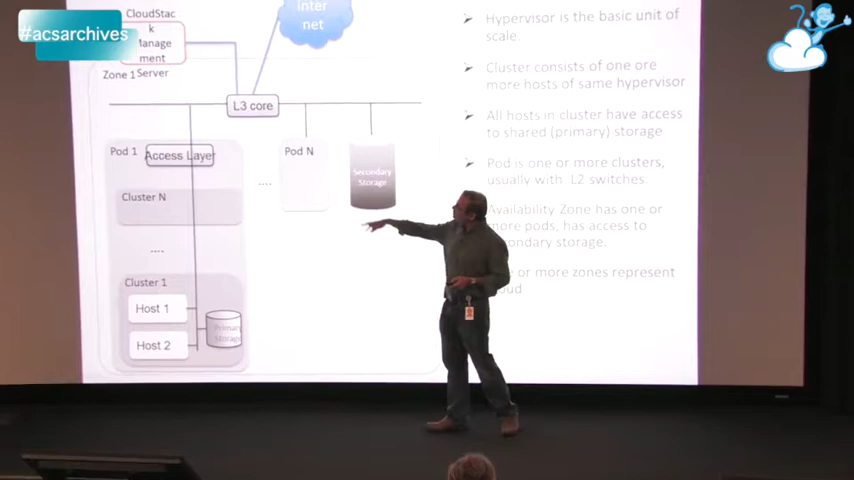 #acsarchives
CloudStac
k
Manage
ment
Server
Inter
net
Zone 1
L3 core
Pod 1
Access Layer
Pod N
....
Secondary
Storage
Cluster N
....
Cluster 1
Host 1
Host 2
Primary
Storage
Hypervisor is the basic unit of
scale.
Cluster consists of one ore
more hosts of same hypervisor
All hosts in cluster have access
to shared (primary) storage
Pod is one or more clusters,
usually with L2 switches.
Availability Zone has one or
more pods, has access to
condary storage.
or more zones represent
oud